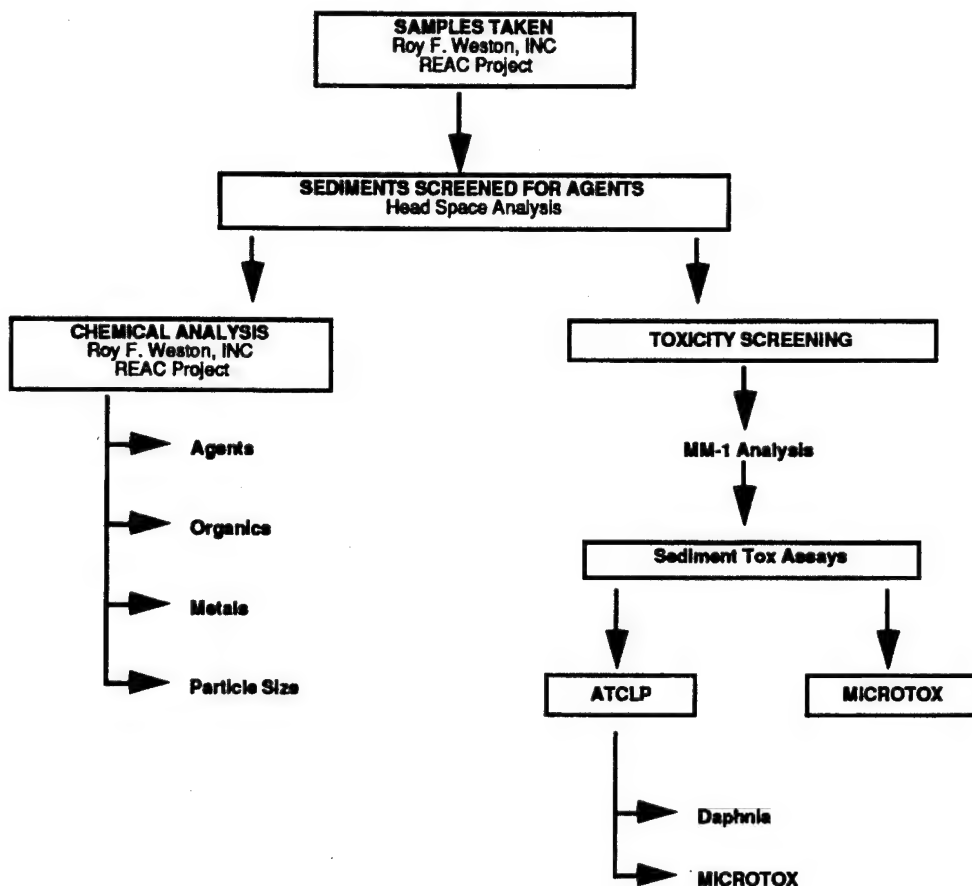 SAMPLES TAKEN
Roy F. Weston, INC
REAC Project
SEDIMENTS SCREENED FOR AGENTS
Head Space Analysis
CHEMICAL ANALYSIS
Roy F. Weston, INC
REAC Project
Agents
Organics
Metals
Particle Size
TOXICITY SCREENING
MM-1 Analysis
Sediment Tox Assays
ATCLP
MICROTOX
Daphnia
MICROTOX